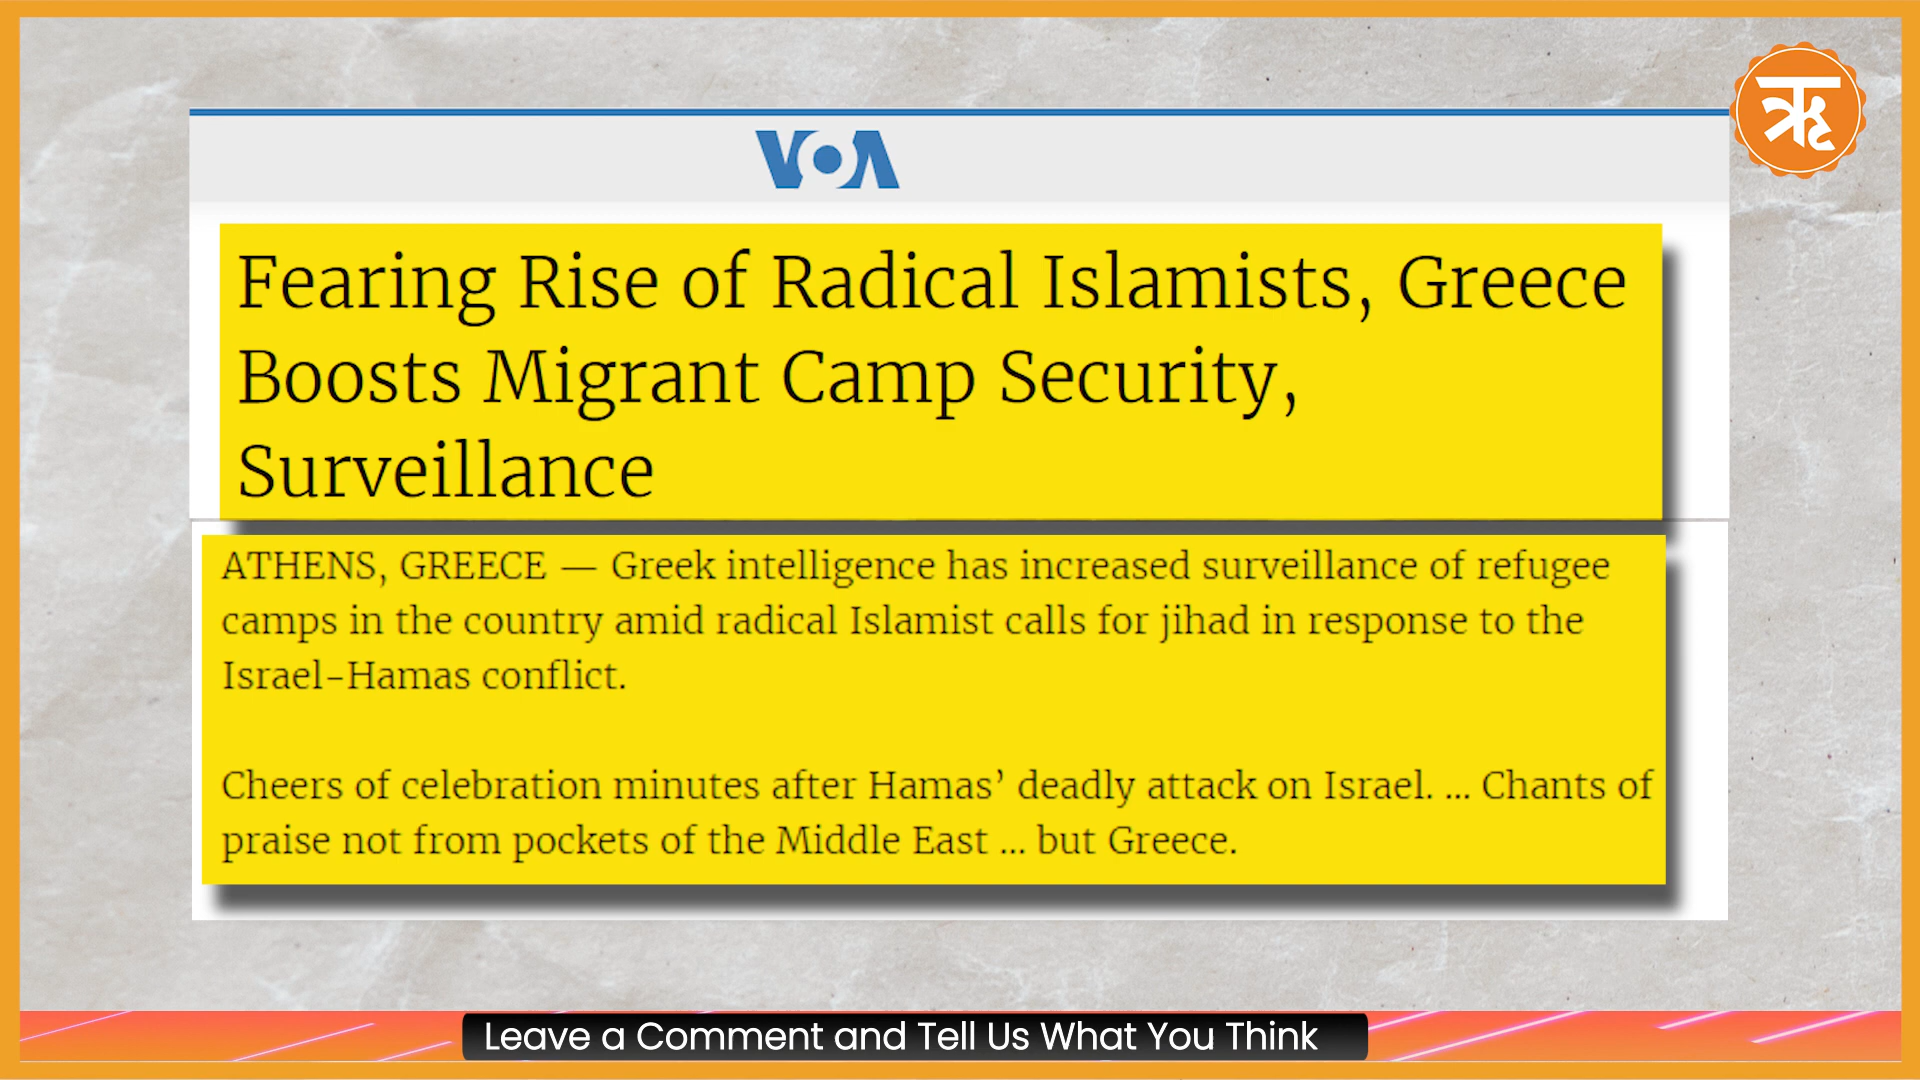 VOA
ऋ
Fearing Rise of Radical Islamists, Greece
Boosts Migrant Camp Security,
Surveillance
ATHENS, GREECE — Greek intelligence has increased surveillance of refugee
camps in the country amid radical Islamist calls for jihad in response to the
Israel-Hamas conflict.
Cheers of celebration minutes after Hamas’ deadly attack on Israel. ... Chants of
praise not from pockets of the Middle East ... but Greece.
Leave a Comment and Tell Us What You Think